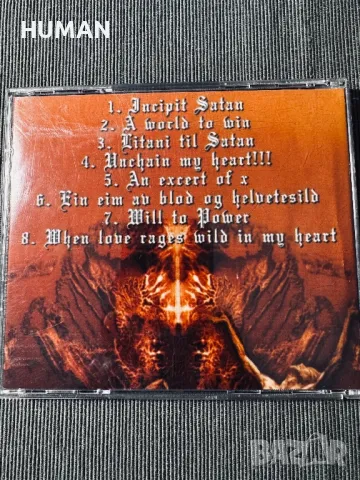 HUMAN
1. Incipit Satan
2. A world to win
3. Litani til Satan
4. Unchain my heart!!!
5. An excert of x
6. Ein eim av blod og helvetesild
7. Will to Power
8. When love rages wild in my heart
BAZAR
bg